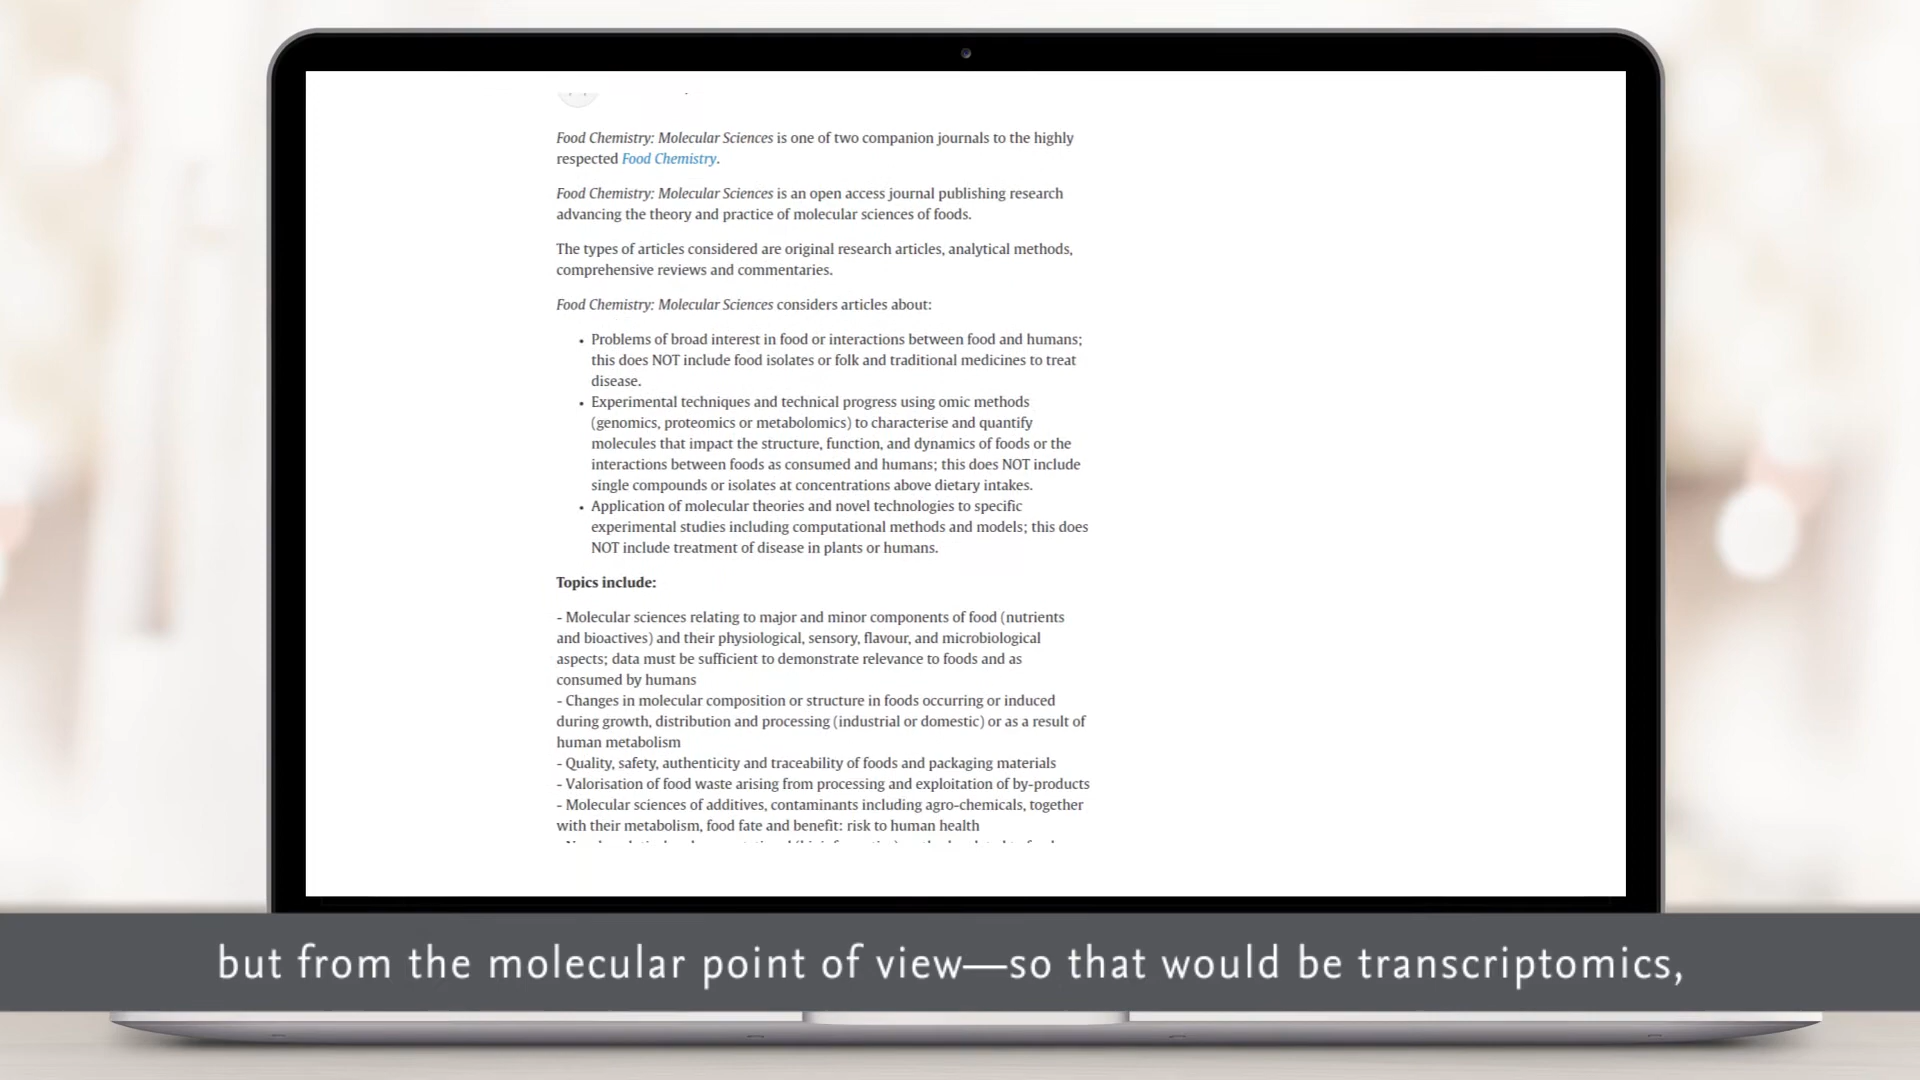 Food Chemistry: Molecular Sciences is one of two companion journals to the highly
respected Food Chemistry.
Food Chemistry: Molecular Sciences is an open access journal publishing research
advancing the theory and practice of molecular sciences of foods.
The types of articles considered are original research articles, analytical methods,
comprehensive reviews and commentaries.
Food Chemistry: Molecular Sciences considers articles about:
• Problems of broad interest in food or interactions between food and humans;
this does NOT include food isolates or folk and traditional medicines to treat
disease.
• Experimental techniques and technical progress using omic methods
(genomics, proteomics or metabolomics) to characterise and quantify
molecules that impact the structure, function, and dynamics of foods or the
interactions between foods as consumed and humans; this does NOT include
single compounds or isolates at concentrations above dietary intakes.
• Application of molecular theories and novel technologies to specific
experimental studies including computational methods and models; this does
NOT include treatment of disease in plants or humans.
Topics include:
- Molecular sciences relating to major and minor components of food (nutrients
and bioactives) and their physiological, sensory, flavour, and microbiological
aspects; data must be sufficient to demonstrate relevance to foods and as
consumed by humans
- Changes in molecular composition or structure in foods occurring or induced
during growth, distribution and processing (industrial or domestic) or as a result of
human metabolism
- Quality, safety, authenticity and traceability of foods and packaging materials
- Valorisation of food waste arising from processing and exploitation of by-products
- Molecular sciences of additives, contaminants including agro-chemicals, together
with their metabolism, food fate and benefit: risk to human health
but from the molecular point of view—so that would be transcriptomics,